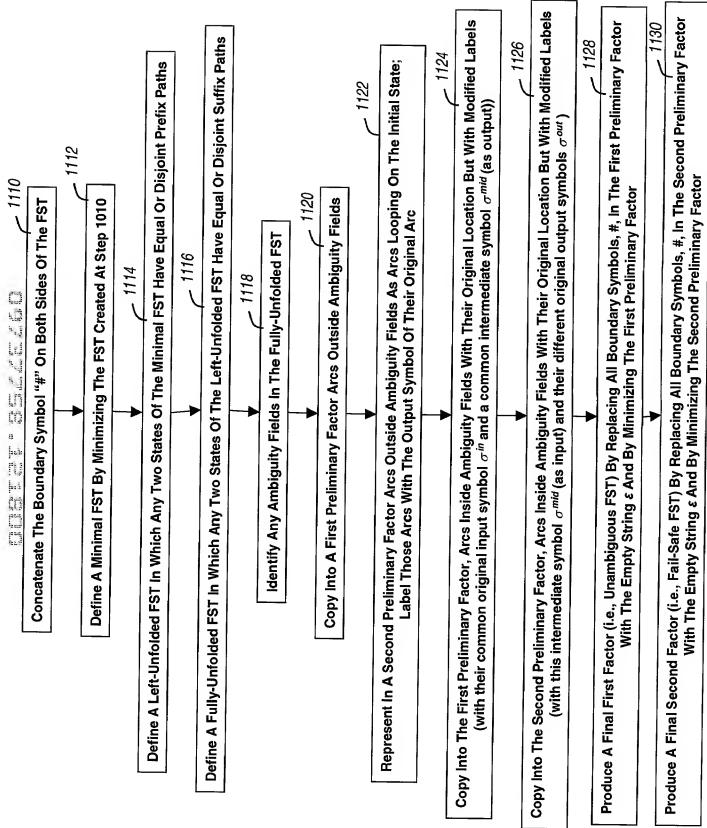 1110
Concatenate The Boundary Symbol "#" On Both Sides Of The FST
1112
Define A Minimal FST By Minimizing The FST Created At Step 1010
1114
Define A Left-Unfolded FST In Which Any Two States Of The Minimal FST Have Equal Or Disjoint Prefix Paths
1116
Define A Fully-Unfolded FST In Which Any Two States Of The Left-Unfolded FST Have Equal Or Disjoint Suffix Paths
1118
Identify Any Ambiguity Fields In The Fully-Unfolded FST
1120
Copy Into A First Preliminary Factor Arcs Outside Ambiguity Fields
1122
Represent In A Second Preliminary Factor Arcs Outside Ambiguity Fields As Arcs Looping On The Initial State;
Label Those Arcs With The Output Symbol Of Their Original Arc
1124
Copy Into The First Preliminary Factor, Arcs Inside Ambiguity Fields With Their Original Location But With Modified Labels
(with their common original input symbol σ^in and a common intermediate symbol σ^mid (as output))
1126
Copy Into The Second Preliminary Factor, Arcs Inside Ambiguity Fields With Their Original Location But With Modified Labels
(with this intermediate symbol σ^mid (as input) and their different original output symbols σ^out )
1128
Produce A Final First Factor (i.e., Unambiguous FST) By Replacing All Boundary Symbols, #, In The First Preliminary Factor
With The Empty String ε And By Minimizing The First Preliminary Factor
1130
Produce A Final Second Factor (i.e., Fail-Safe FST) By Replacing All Boundary Symbols, #, In The Second Preliminary Factor
With The Empty String ε And By Minimizing The Second Preliminary Factor